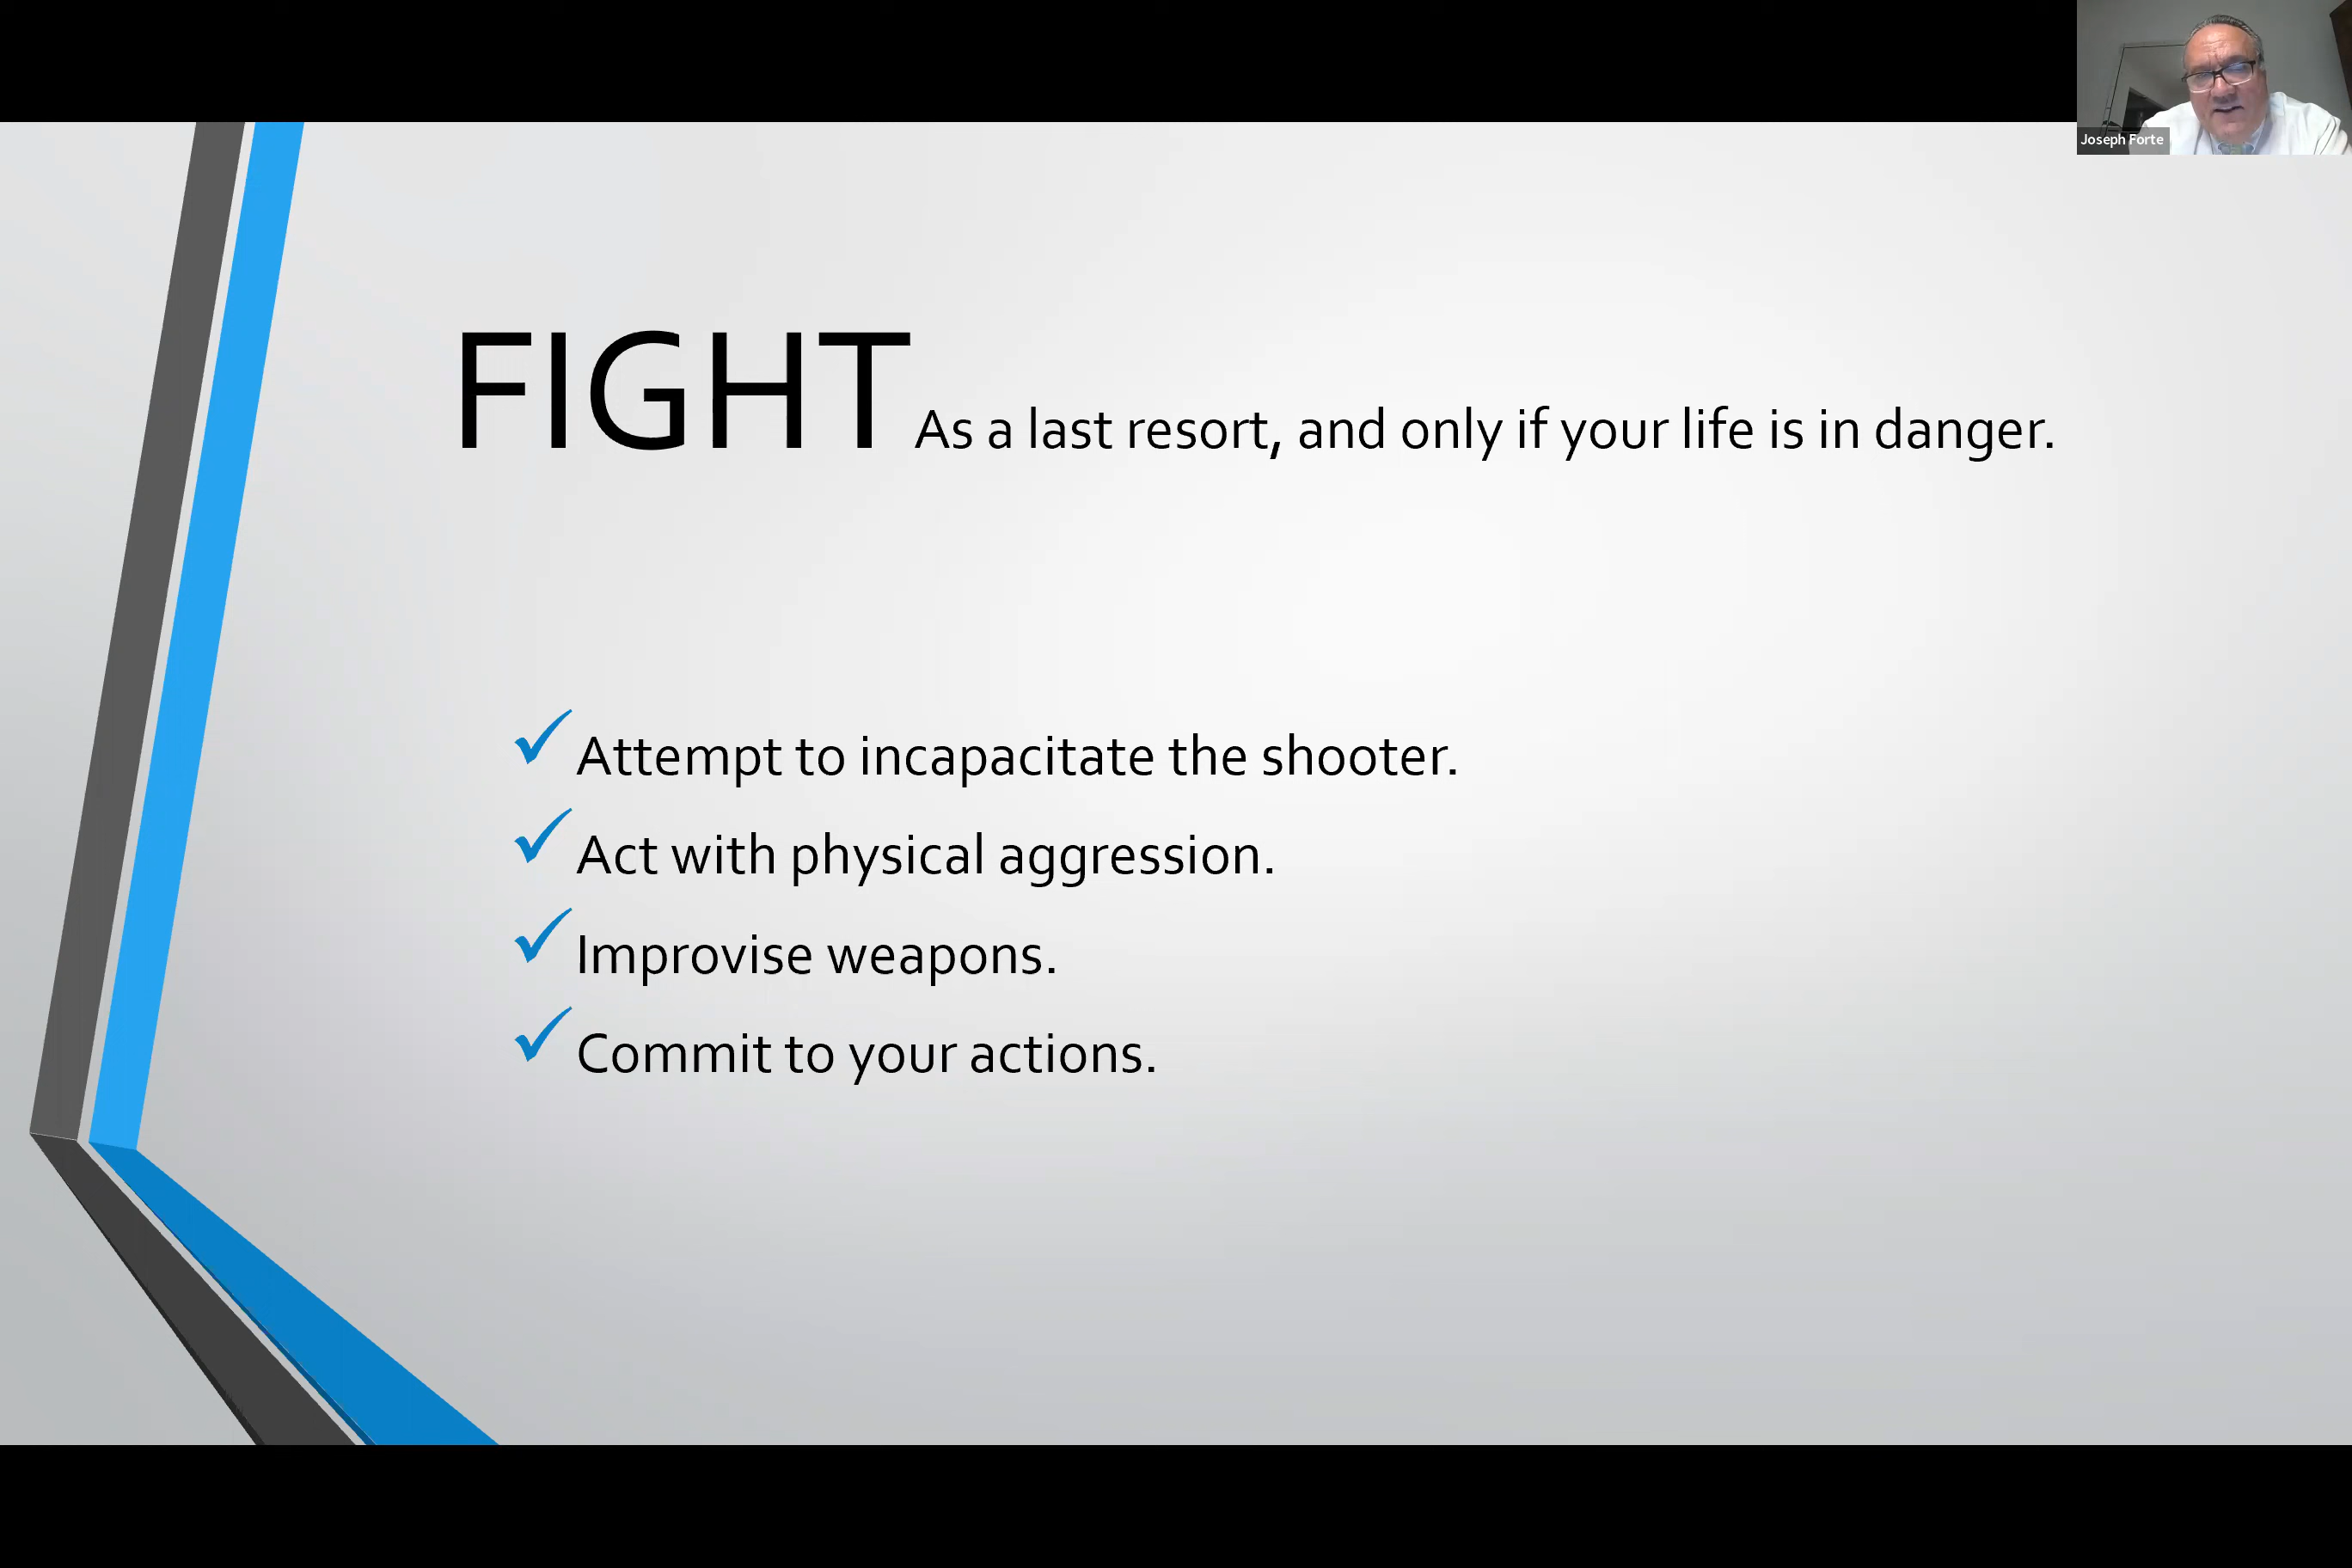 Joseph Forte
FIGHT As a last resort, and only if your life is in danger.
Attempt to incapacitate the shooter.
Act with physical aggression.
Improvise weapons.
Commit to your actions.